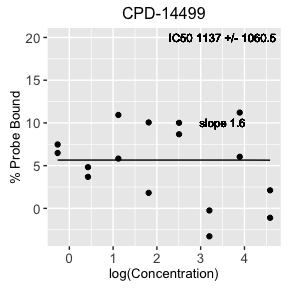 CPD-14499
IC50 1137 +/- 1060.5
slope 1.6
% Probe Bound
20
15
10
5
0
0 1 2 3 4
log(Concentration)